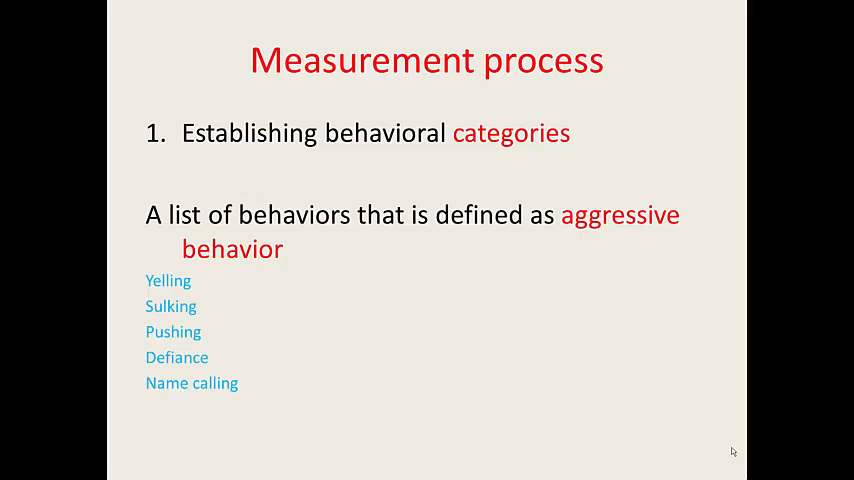 Measurement process
1. Establishing behavioral categories
A list of behaviors that is defined as aggressive
behavior
Yelling
Sulking
Pushing
Defiance
Name calling